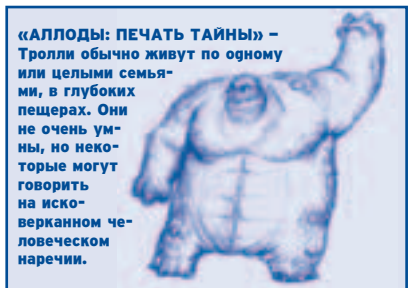 «АЛЛОДЫ: ПЕЧАТЬ ТАЙНЫ» –
Тролли обычно живут по одному
или целыми семья-
ми, в глубоких
пещерах. Они
не очень ум-
ны, но неко-
торые могут
говорить
на иско-
верканном че-
ловеческом
наречии.